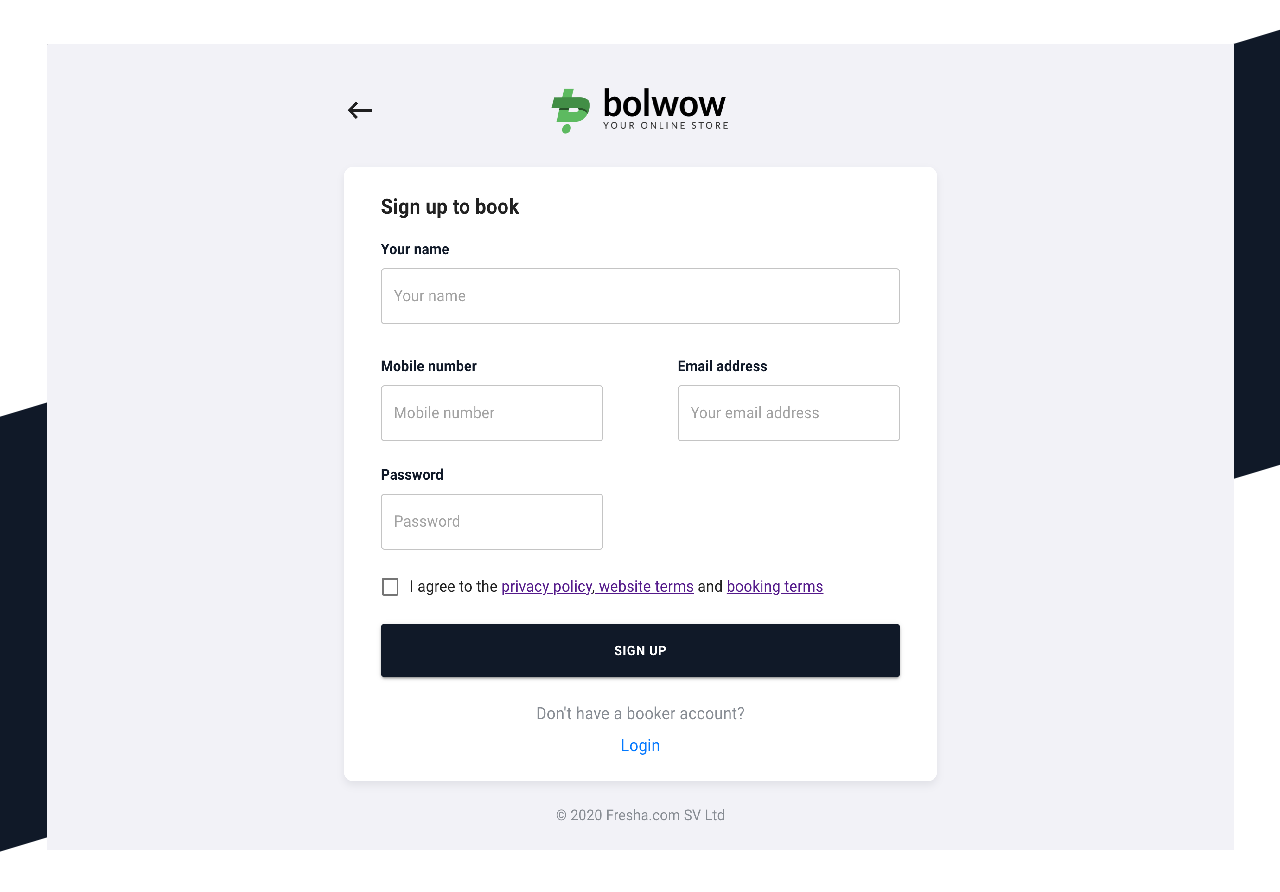 bolwow
YOUR ONLINE STORE
Sign up to book
Your name
Your name
Mobile number
Email address
Mobile number
Your email address
Password
Password
I agree to the privacy policy, website terms and booking terms
SIGN UP
Don't have a booker account?
Login
© 2020 Fresha.com SV Ltd